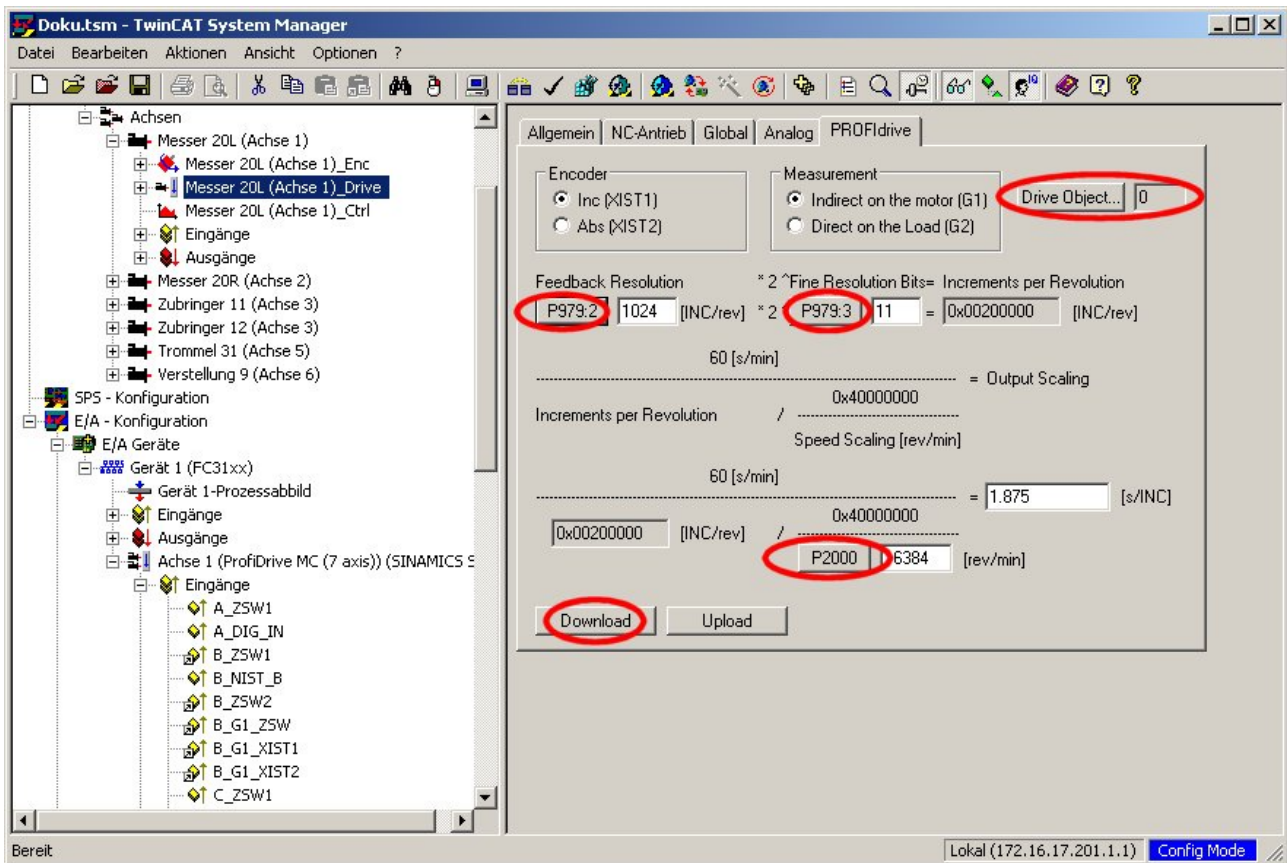 Doku.tsm - TwinCAT System Manager
Datei Bearbeiten Aktionen Ansicht Optionen ?
Achsen
Messer 20L (Achse 1)
Messer 20L (Achse 1)_Enc
Messer 20L (Achse 1)_Drive
Messer 20L (Achse 1)_Ctrl
Eingänge
Ausgänge
Messer 20R (Achse 2)
Zubringer 11 (Achse 3)
Zubringer 12 (Achse 3)
Trommel 31 (Achse 5)
Verstellung 9 (Achse 6)
SPS - Konfiguration
E/A - Konfiguration
E/A Geräte
Gerät 1 (FC31xx)
Gerät 1-Prozessabbild
Eingänge
Ausgänge
Achse 1 (ProfiDrive MC (7 axis)) (SINAMICS S
Eingänge
A_ZSW1
A_DIG_IN
B_ZSW1
B_NIST_B
B_ZSW2
B_G1_ZSW
B_G1_XIST1
B_G1_XIST2
C_ZSW1
Allgemein NC-Antrieb Global Analog PROFIdrive
Encoder
Inc (XIST1)
Abs (XIST2)
Measurement
Indirect on the motor (G1)
Direct on the Load (G2)
Drive Object... 0
Feedback Resolution * 2 ^Fine Resolution Bits= Increments per Revolution
P979:2 1024 [INC/rev] * 2 P979:3 11 = 0x00200000 [INC/rev]
60 [s/min]
---------- = Output Scaling
0x40000000
Increments per Revolution / ----------
Speed Scaling [rev/min]
60 [s/min]
---------- = 1.875 [s/INC]
0x40000000
0x00200000 [INC/rev] / ----------
P2000 6384 [rev/min]
Download Upload
Bereit Lokal (172.16.17.201.1.1) Config Mode